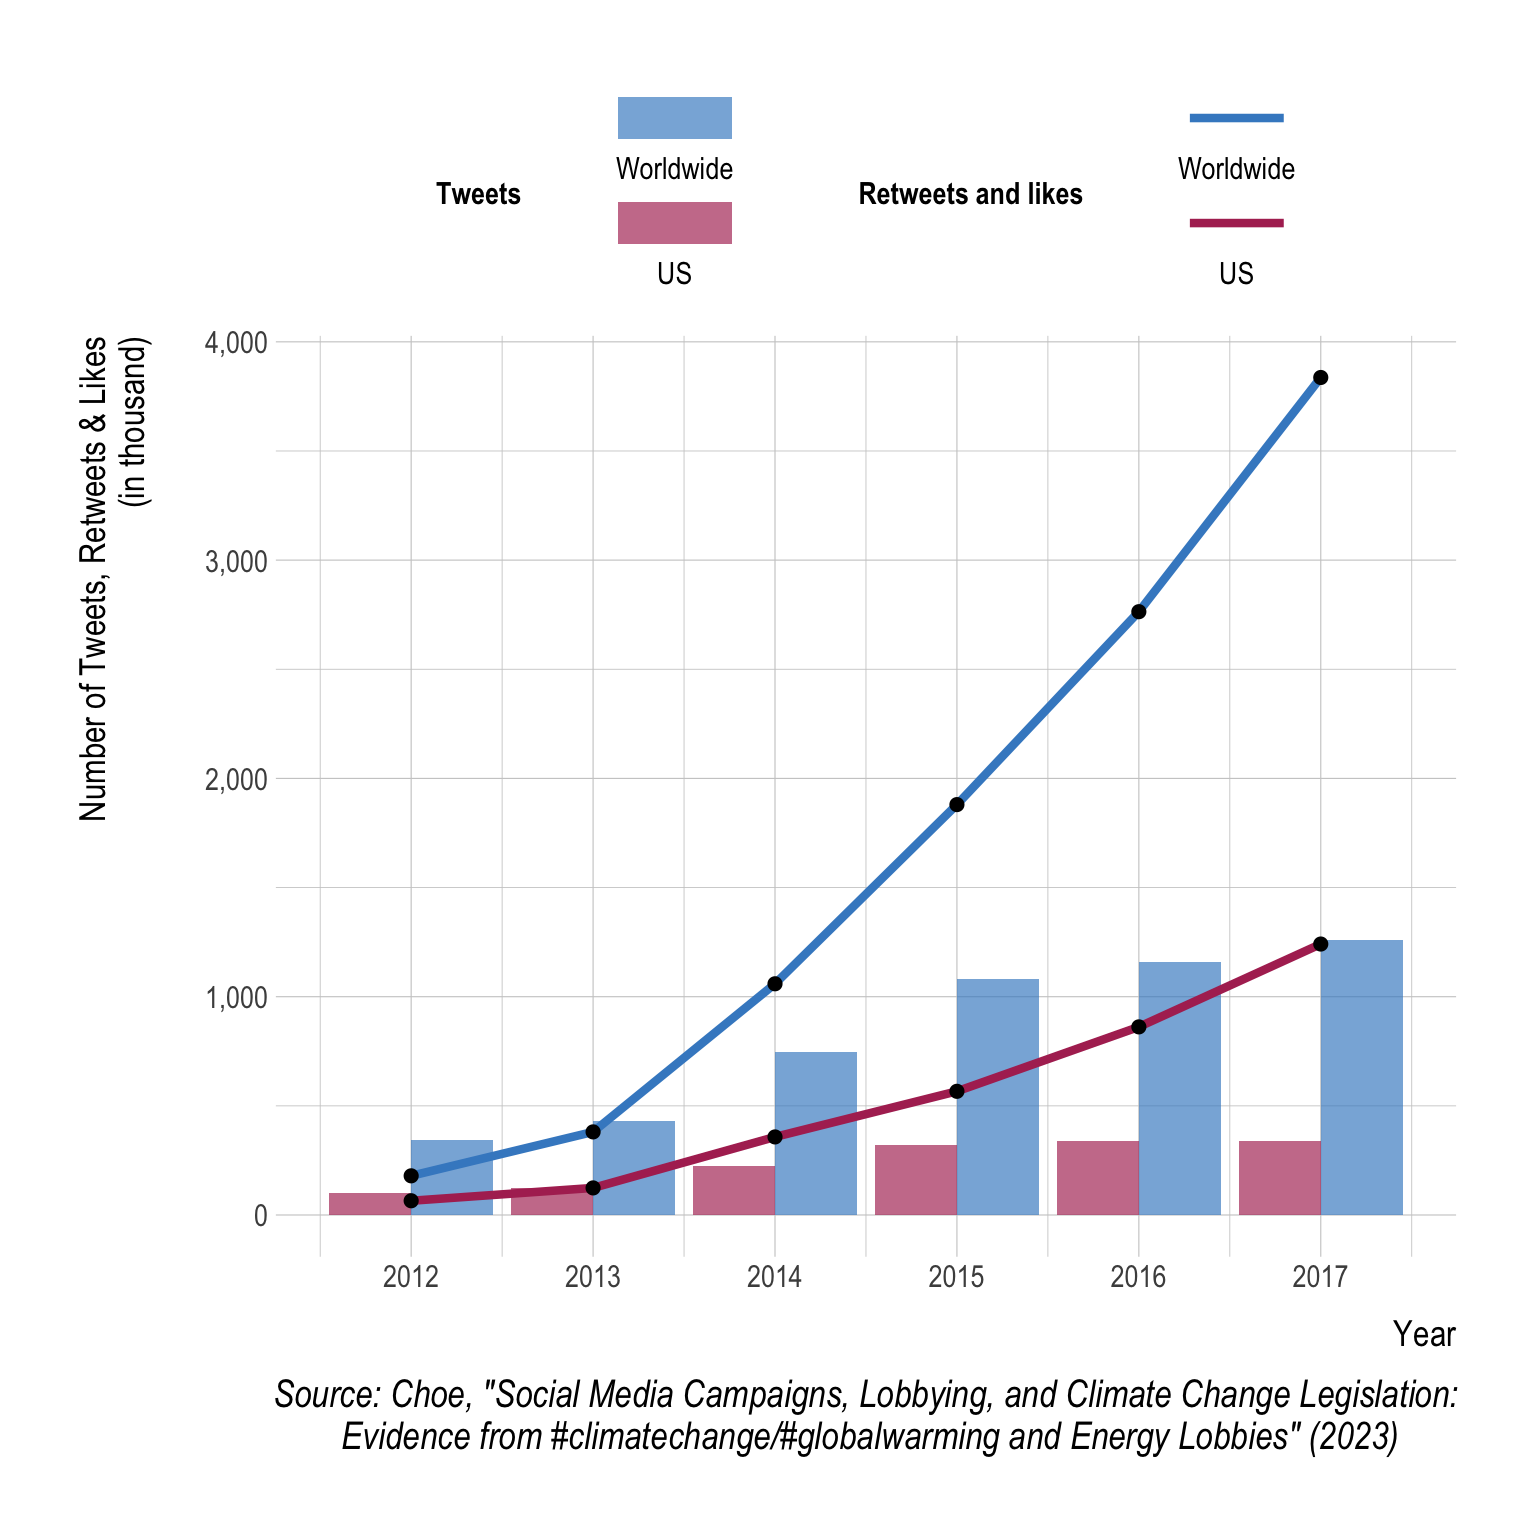 Worldwide
Worldwide
Tweets
Retweets and likes
US
US
Number of Tweets, Retweets & Likes
(in thousand)
4,000
3,000
2,000
1,000
0
2012
2013
2014
2015
2016
2017
Year
Source: Choe, "Social Media Campaigns, Lobbying, and Climate Change Legislation:
Evidence from #climatechange/#globalwarming and Energy Lobbies" (2023)